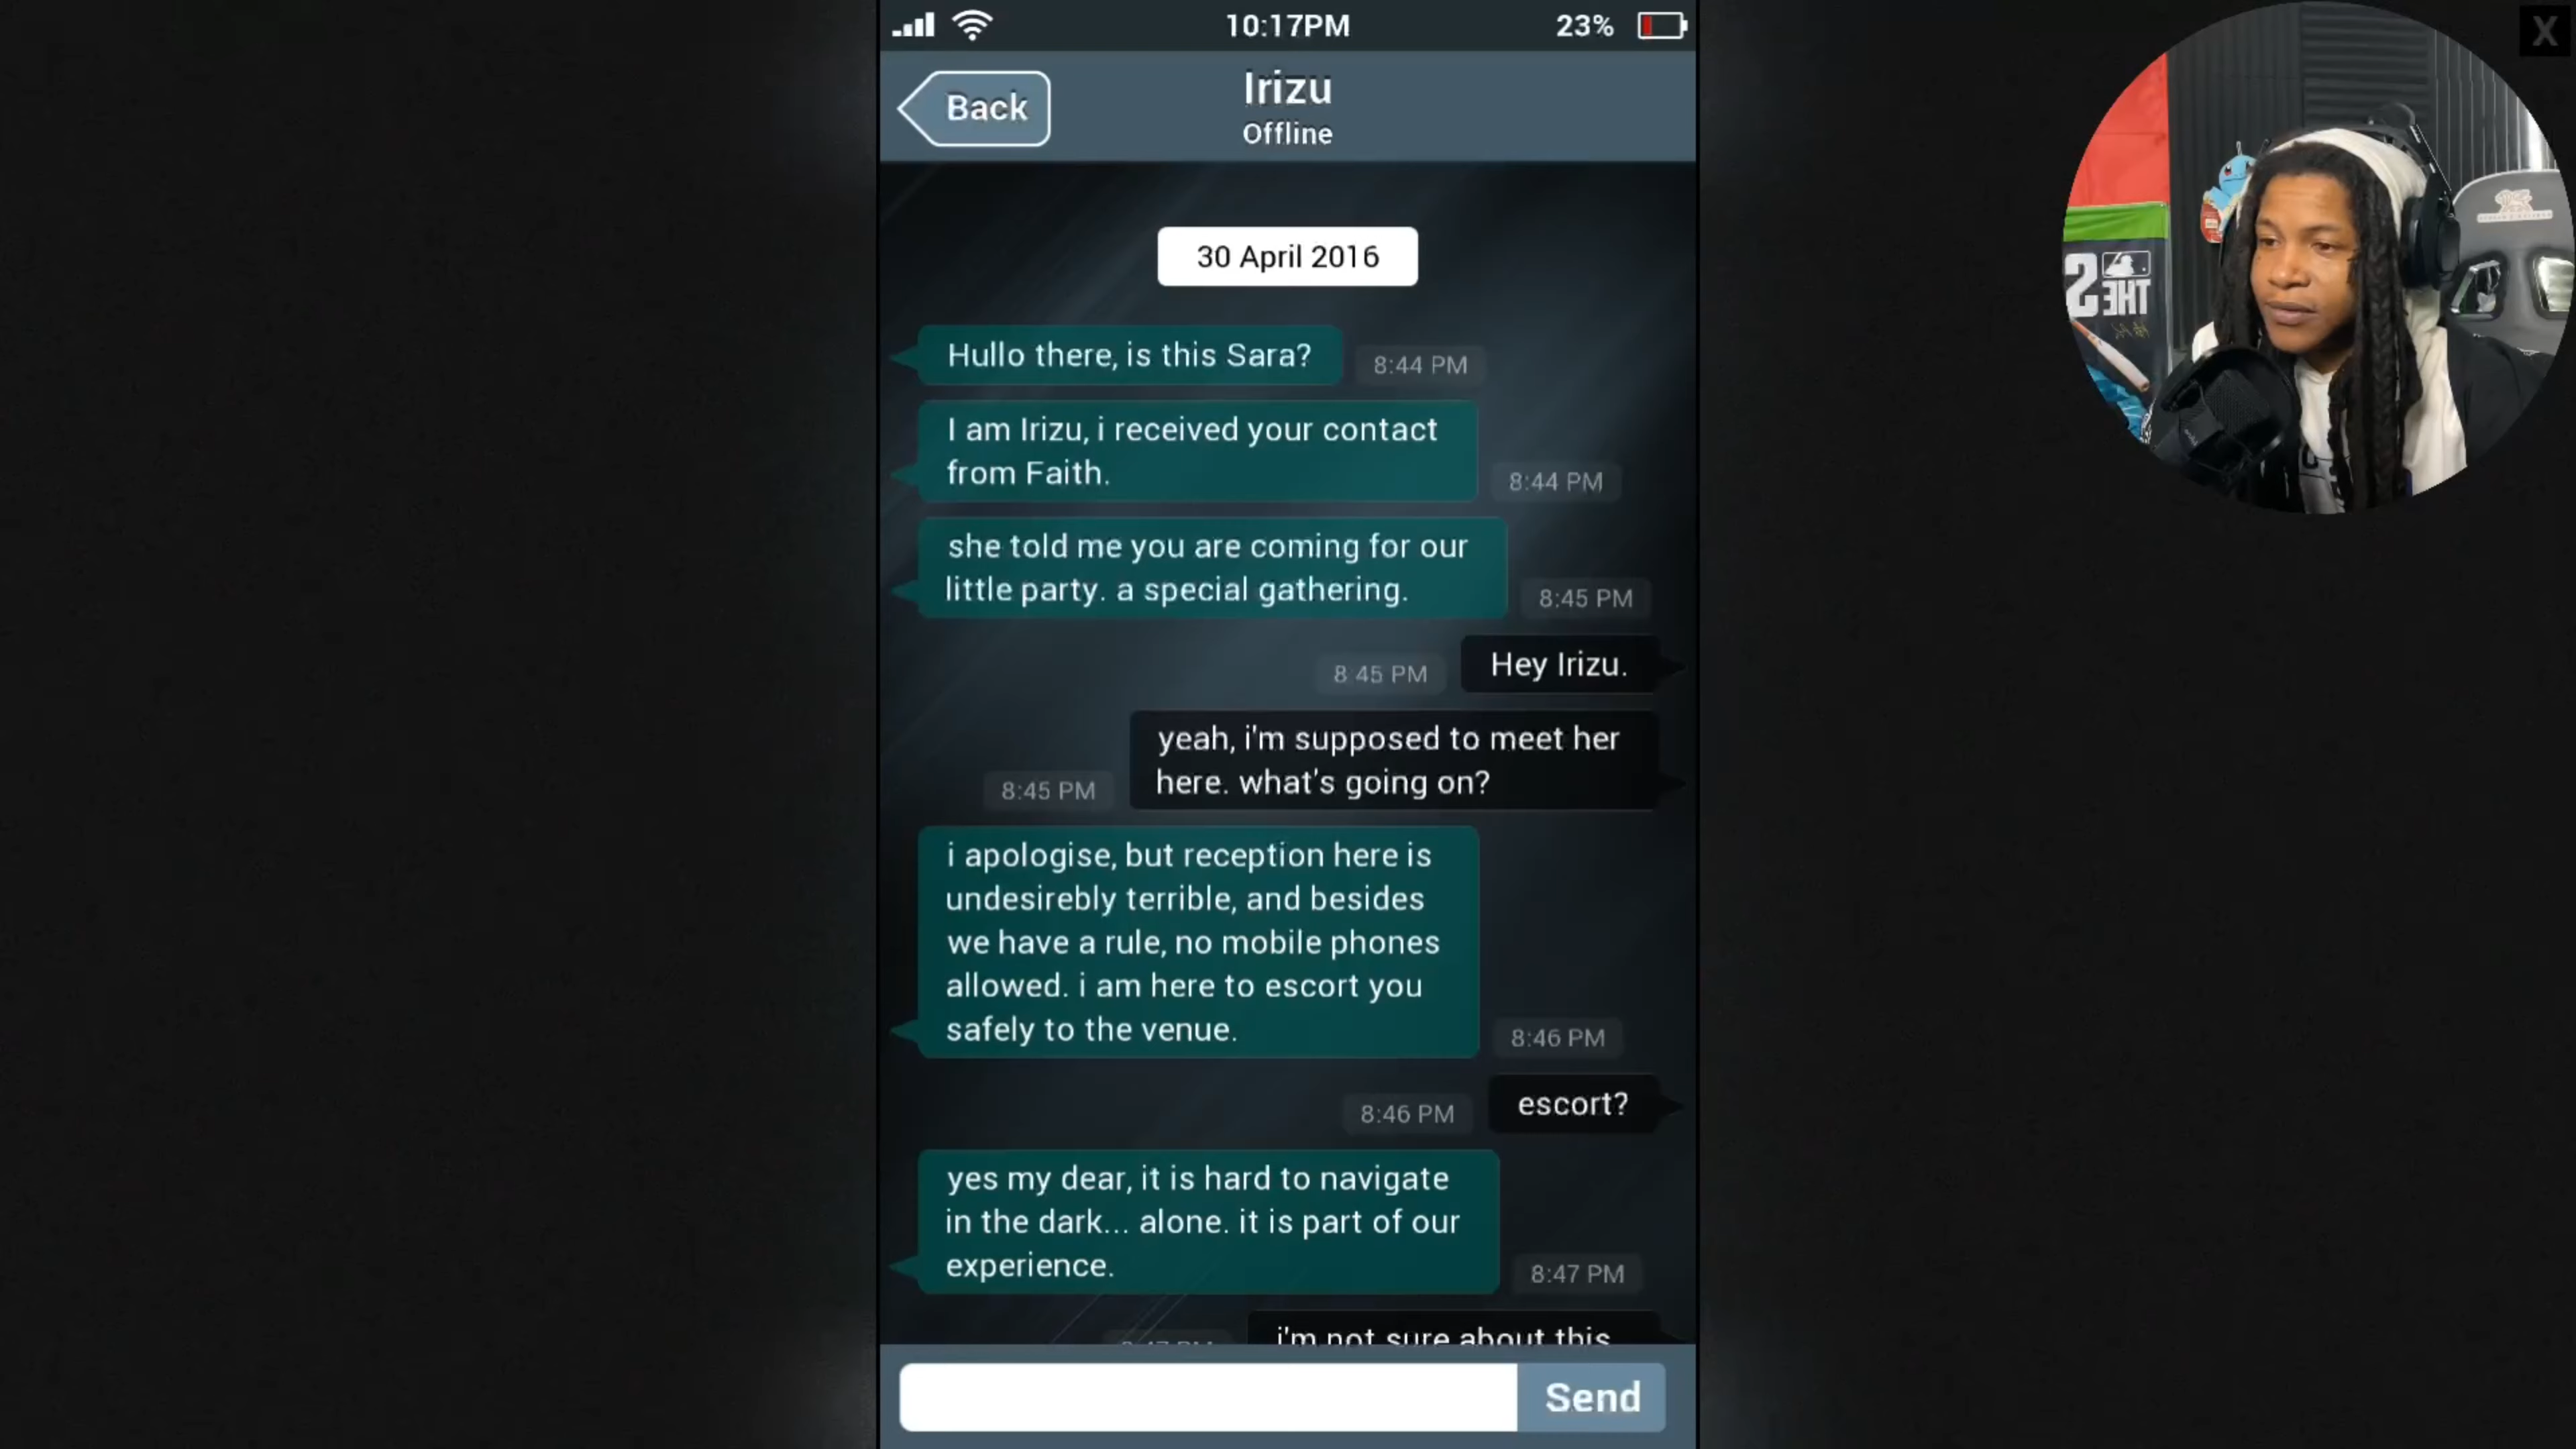 10:17PM
23%
X
Back
Irizu
Offline
30 April 2016
Hullo there, is this Sara?
8:44 PM
I am Irizu, i received your contact
from Faith.
8:44 PM
she told me you are coming for our
little party. a special gathering.
8:45 PM
8:45 PM
Hey Irizu.
yeah, i'm supposed to meet her
here. what's going on?
8:45 PM
i apologise, but reception here is
undesirebly terrible, and besides
we have a rule, no mobile phones
allowed. i am here to escort you
safely to the venue.
8:46 PM
8:46 PM
escort?
yes my dear, it is hard to navigate
in the dark... alone. it is part of our
experience.
8:47 PM
i'm not sure about this
Send
THE
S